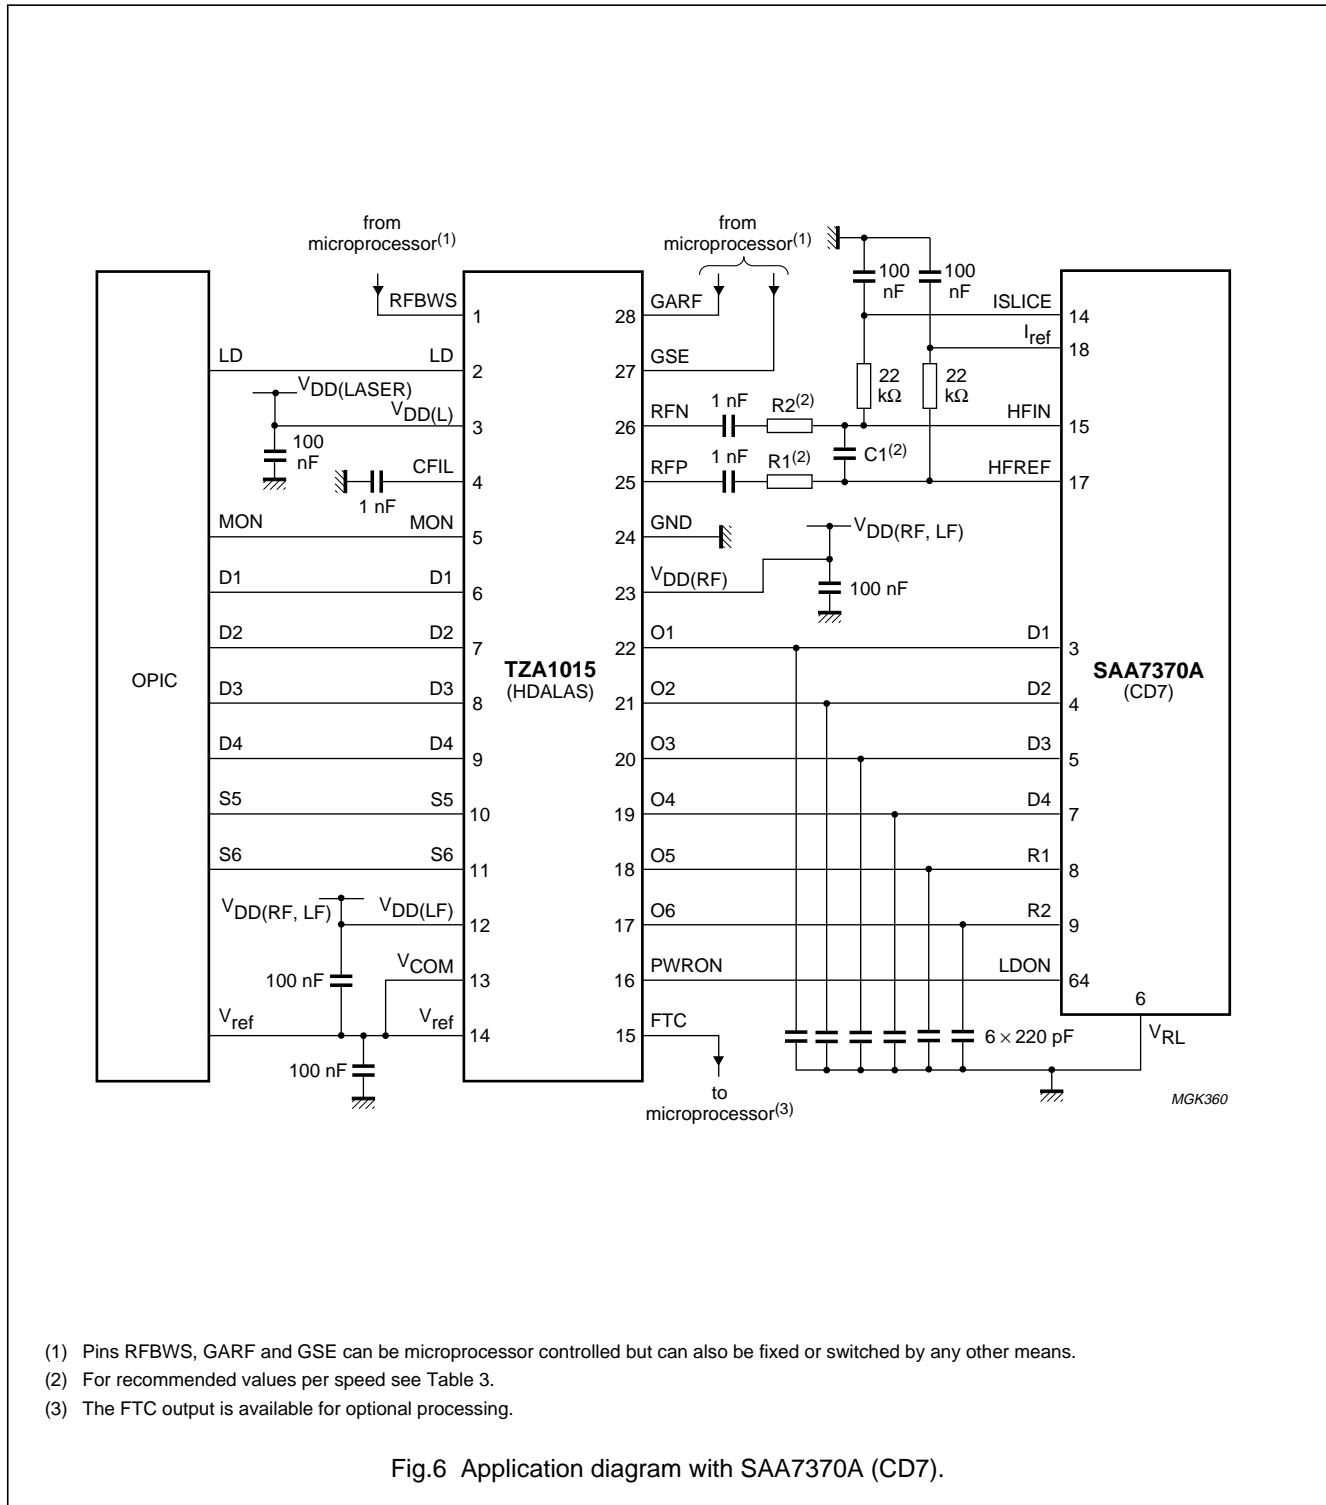 from
microprocessor(1)
from
microprocessor(1)
100
nF
100
nF
RFBWS
1
28
GARF
ISLICE
14
Iref
18
LD
LD
2
27
GSE
22
kΩ
22
kΩ
VDD(LASER)
VDD(L)
3
26
RFN
1 nF
R2(2)
HFIN
15
100
nF
C1(2)
CFIL
4
1 nF
25
RFP
1 nF
R1(2)
HFREF
17
MON
MON
5
24
GND
VDD(RF, LF)
D1
D1
6
23
VDD(RF)
100 nF
D2
D2
7
22
O1
D1
3
OPIC
TZA1015
(HDALAS)
SAA7370A
(CD7)
D3
D3
8
21
O2
D2
4
D4
D4
9
20
O3
D3
5
S5
S5
10
19
O4
D4
7
S6
S6
11
18
O5
R1
8
VDD(RF, LF)
VDD(LF)
12
17
O6
R2
9
100 nF
VCOM
13
16
PWRON
LDON
64
6
Vref
Vref
14
15
FTC
6 × 220 pF
VRL
100 nF
to
microprocessor(3)
MGK360
(1) Pins RFBWS, GARF and GSE can be microprocessor controlled but can also be fixed or switched by any other means.
(2) For recommended values per speed see Table 3.
(3) The FTC output is available for optional processing.
Fig.6 Application diagram with SAA7370A (CD7).